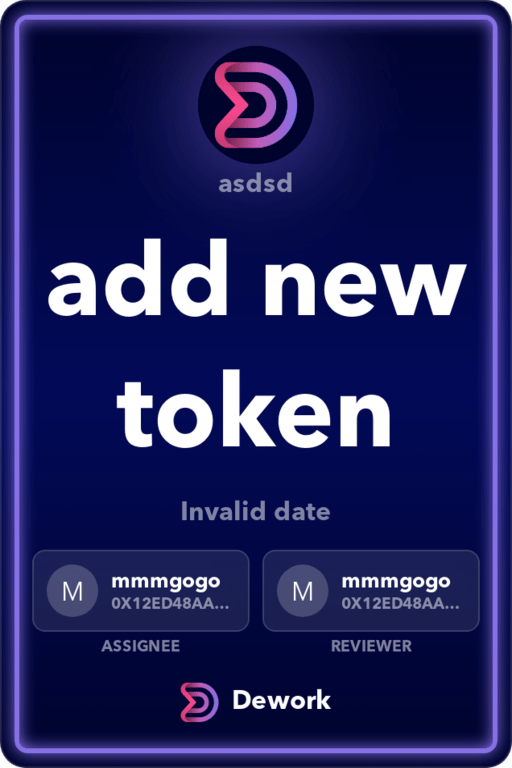 asdsd
add new
token
Invalid date
M mmmgogo
0X12ED48AA...
ASSIGNEE
M mmmgogo
0X12ED48AA...
REVIEWER
Dework